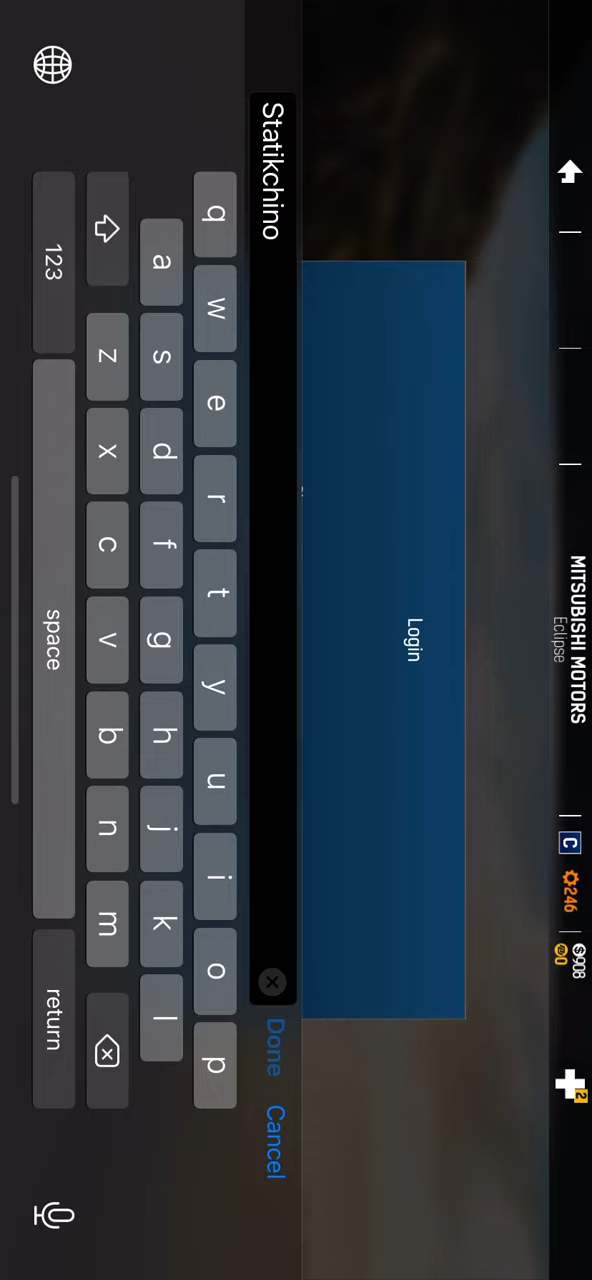 MITSUBISHI MOTORS
Eclipse
C
246
908
0
2
Login
Statikchino
Done
Cancel
q w e r t y u i o p
a s d f g h j k l
z x c v b n m
123
space
return